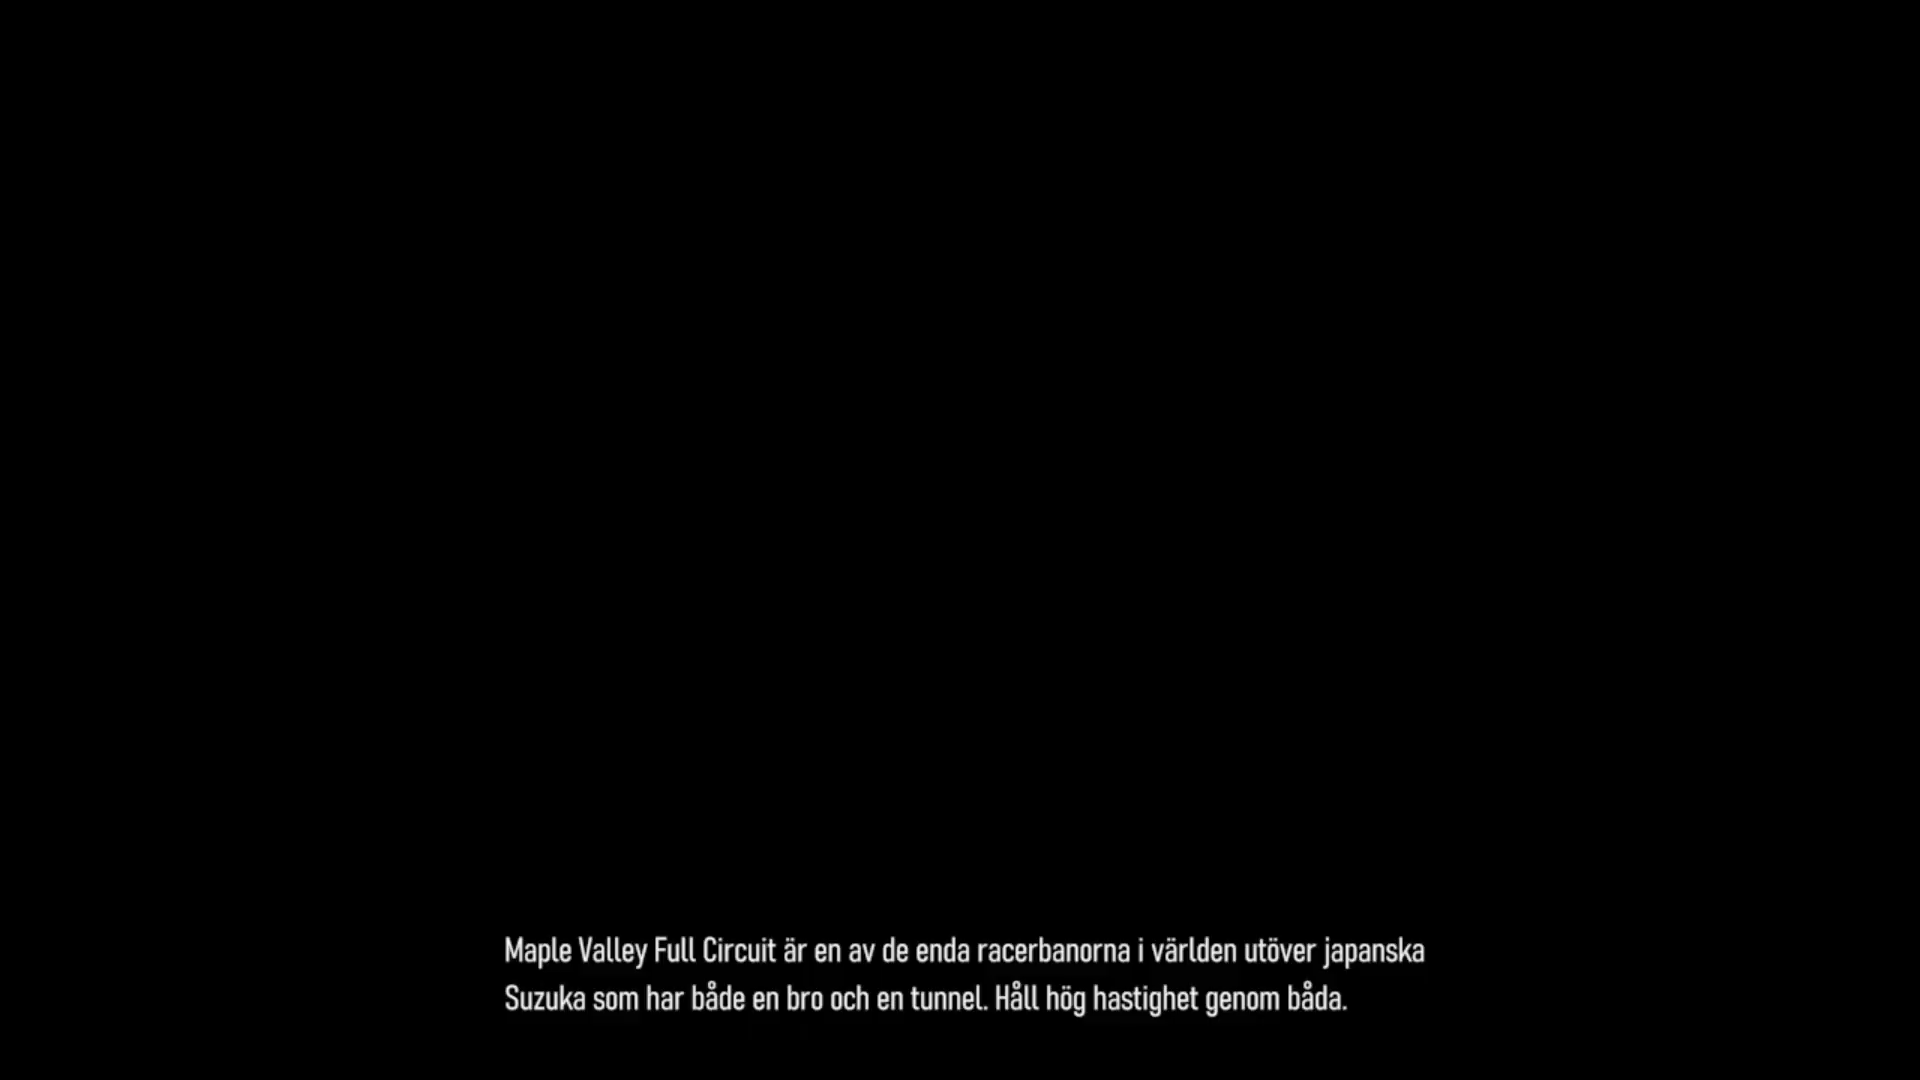 Maple Valley Full Circuit är en av de enda racerbanorna i världen utöver japanska
Suzuka som har både en bro och en tunnel. Håll hög hastighet genom båda.